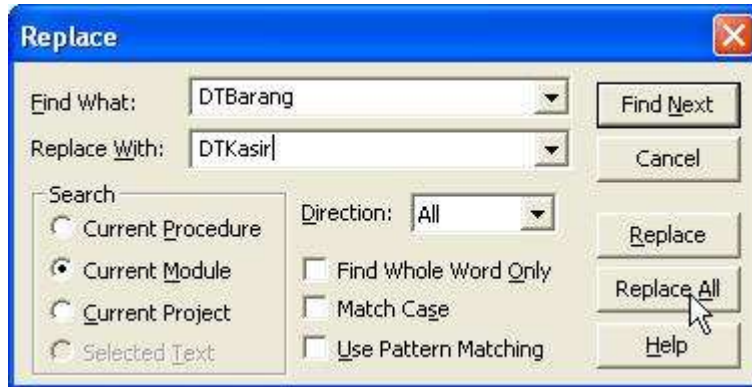 Replace
Find What: DTBarang Find Next
Replace With: DTKasir Cancel
Search
Direction: All
Current Procedure Replace
Current Module Find Whole Word Only Replace All
Current Project Match Case
Selected Text Use Pattern Matching Help